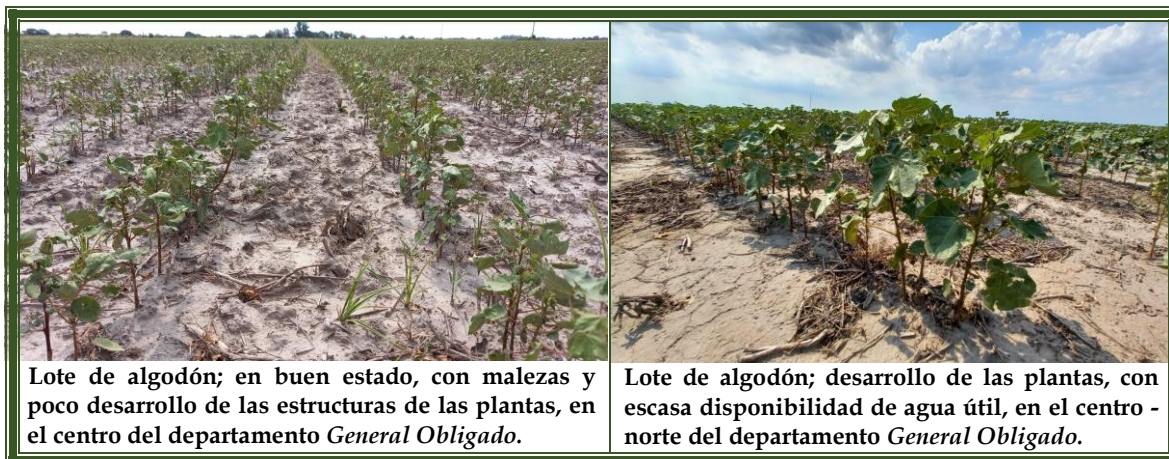 Lote de algodón; en buen estado, con malezas y
poco desarrollo de las estructuras de las plantas, en
el centro del departamento General Obligado.
Lote de algodón; desarrollo de las plantas, con
escasa disponibilidad de agua útil, en el centro -
norte del departamento General Obligado.